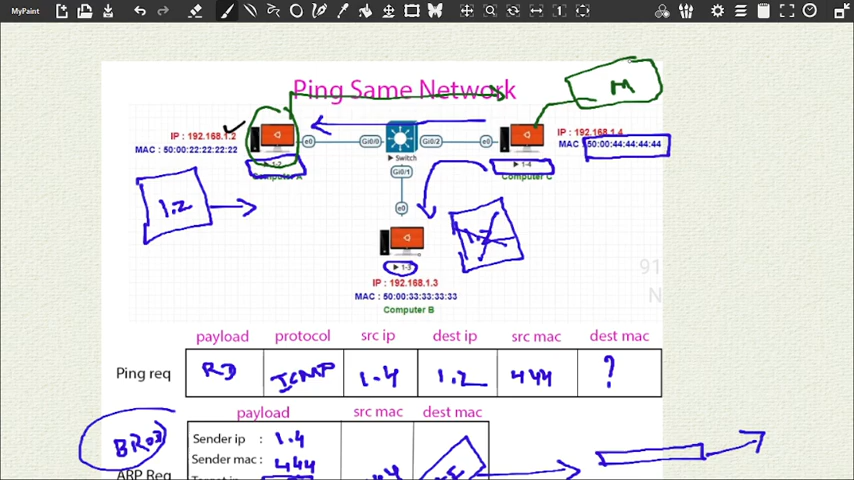 MyPaint
Ping Same Network
M
IP : 192.168.1.2
MAC : 50:00:22:22:22:22
Computer A
Gi0/0
Switch
Gi0/2
e0
e0
1-4
Computer C
IP : 192.168.1.4
MAC : 50:00:44:44:44:44
Gi0/1
e0
1.2
1-3
IP : 192.168.1.3
MAC : 50:00:33:33:33:33
Computer B
91
N
payload protocol src ip dest ip src mac dest mac
Ping req RD ICMP 1.4 1.2 444 ?
payload src mac dest mac
BROD
ARP Req
Sender ip : 1.4
Sender mac : 444